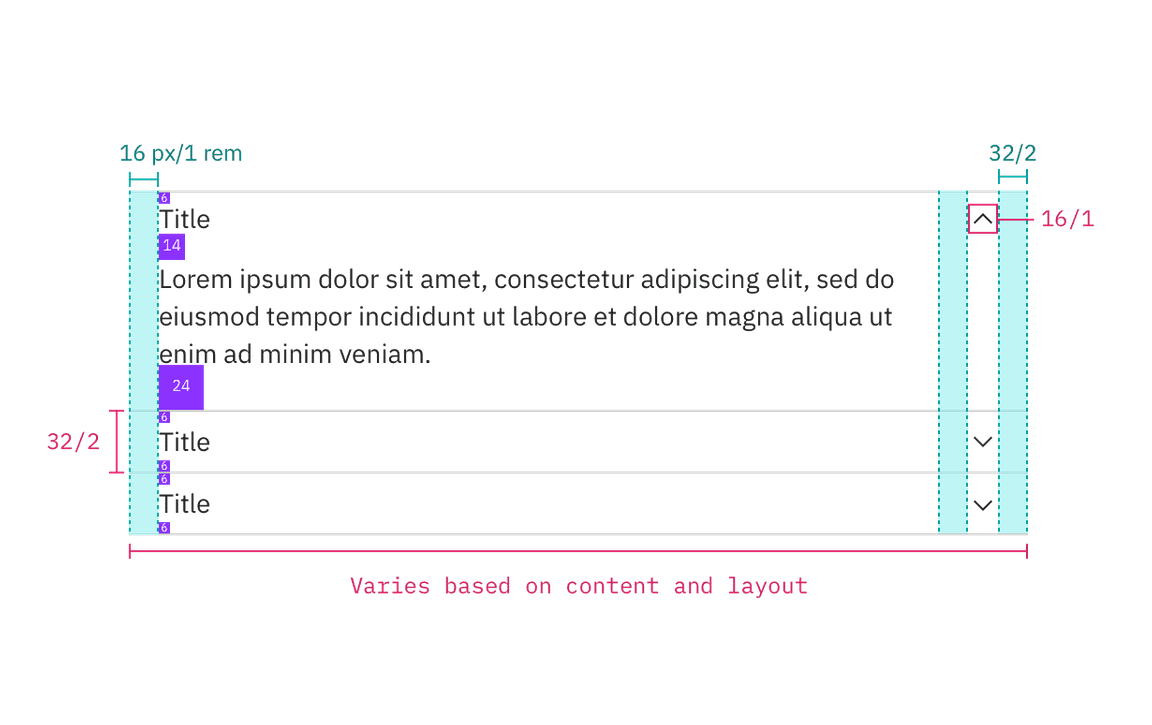 16 px/1 rem
32/2
6
Title
16/1
14
Lorem ipsum dolor sit amet, consectetur adipiscing elit, sed do
eiusmod tempor incididunt ut labore et dolore magna aliqua ut
enim ad minim veniam.
24
6
32/2
Title
6
6
Title
6
Varies based on content and layout